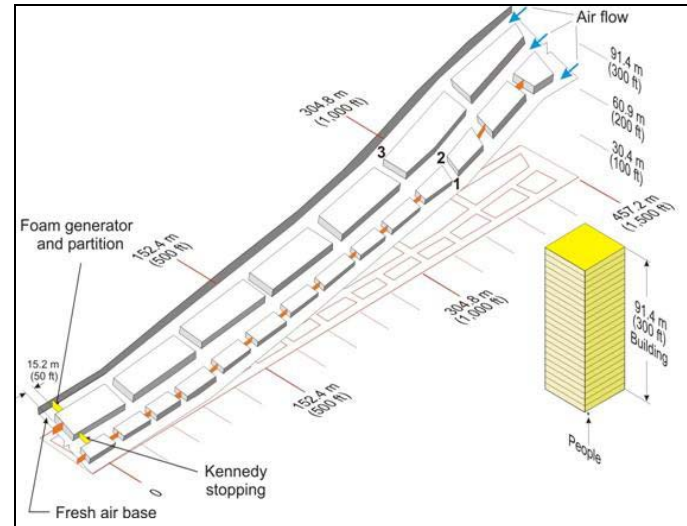 Air flow
91.4 m
(300 ft)
60.9 m
(200 ft)
30.4 m
(100 ft)
304.8 m
(1,000 ft)
3
2
1
457.2 m
(1,500 ft)
Foam generator
and partition
152.4 m
(500 ft)
304.8 m
(1,000 ft)
91.4 m
(300 ft)
Building
15.2 m
(50 ft)
152.4 m
(500 ft)
People
Kennedy
stopping
0
Fresh air base